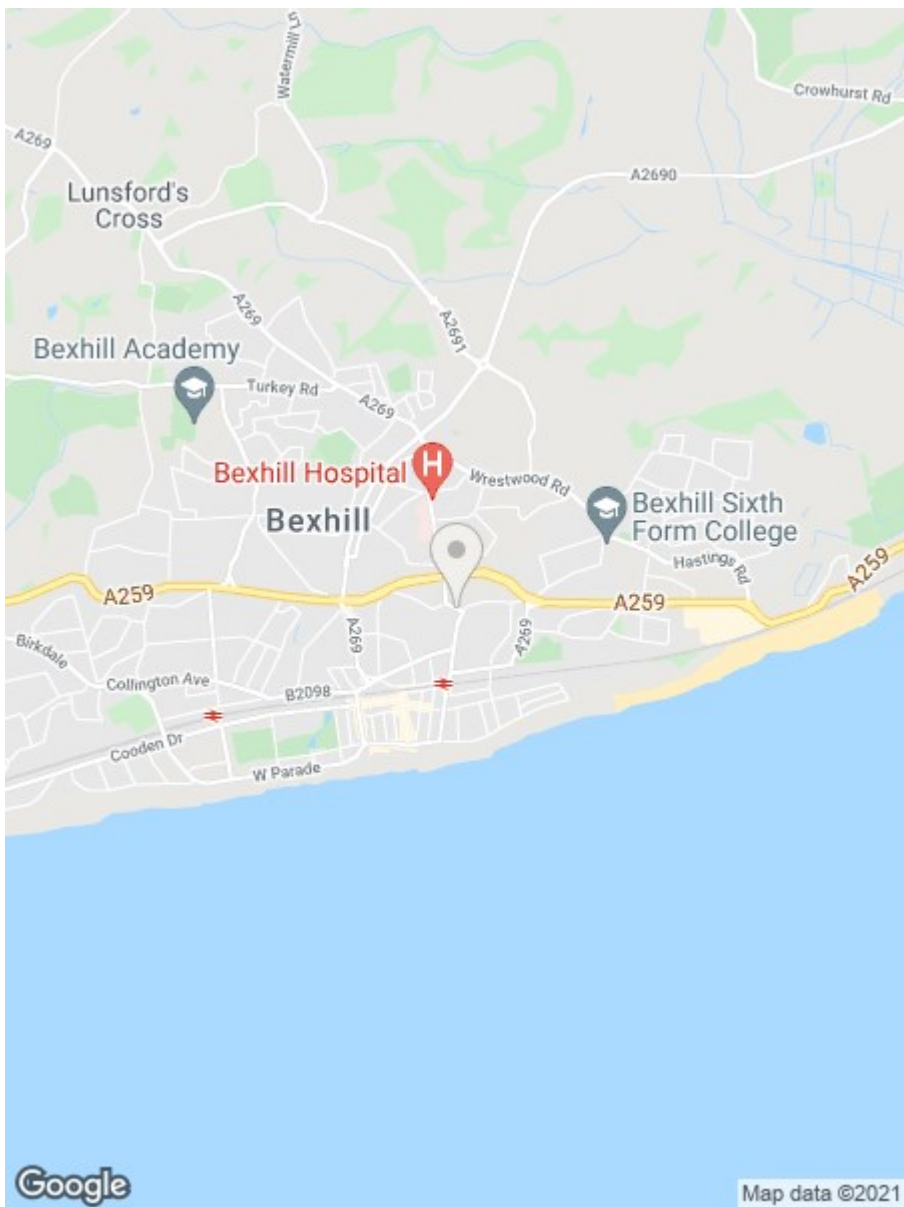 Watermill Ln
Crowhurst Rd
A269
A2690
Lunsford's
Cross
A269
A2691
Bexhill Academy
Turkey Rd
A269
Bexhill Hospital
H
Wrestwood Rd
Bexhill Sixth
Form College
Bexhill
Hastings Rd
A259
A259
A259
Birkdale
A269
A269
Collington Ave
B2098
Cooden Dr
W Parade
Google
Map data ©2021